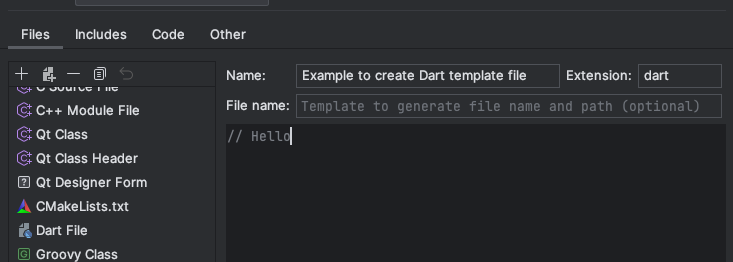 Files Includes Code Other
Name: Example to create Dart template file Extension: dart
File name: Template to generate file name and path (optional)
// Hello
C Source File
C++ Module File
Qt Class
Qt Class Header
Qt Designer Form
CMakeLists.txt
Dart File
Groovy Class